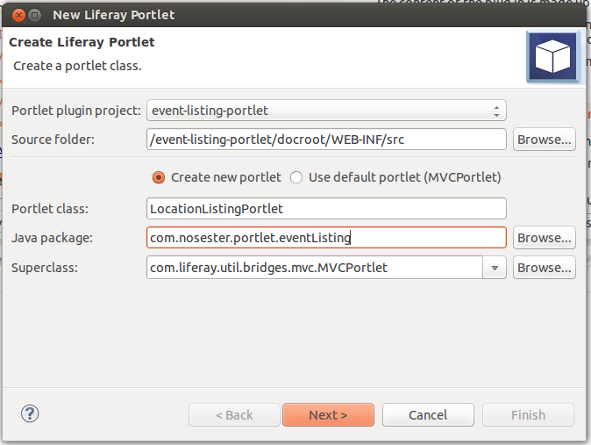 New Liferay Portlet
Create Liferay Portlet
Create a portlet class.
Portlet plugin project: event-listing-portlet
Source folder: /event-listing-portlet/docroot/WEB-INF/src Browse...
Create new portlet Use default portlet (MVCPortlet)
Portlet class: LocationListingPortlet
Java package: com.nosester.portlet.eventListing Browse...
Superclass: com.liferay.util.bridges.mvc.MVCPortlet Browse...
? < Back Next > Cancel Finish